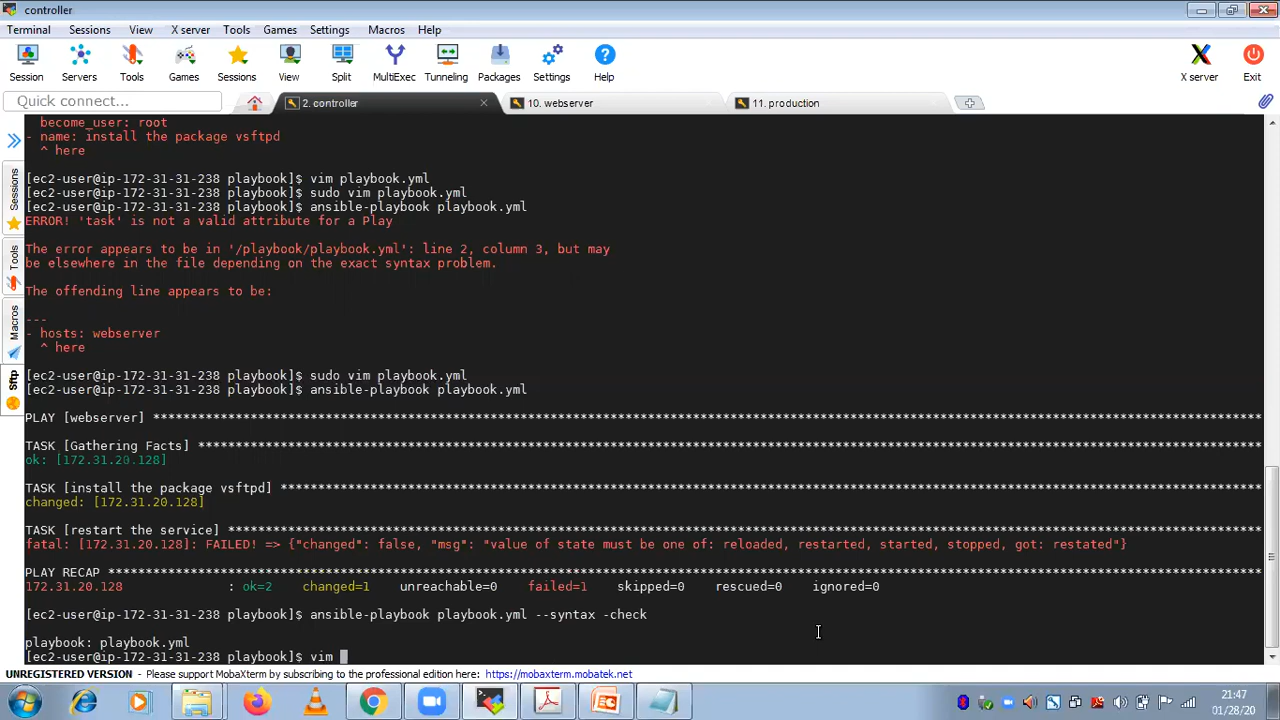 controller
Terminal Sessions View X server Tools Games Settings Macros Help
Session Servers Tools Games Sessions View Split MultiExec Tunneling Packages Settings Help X server Exit
Quick connect...
2. controller
10. webserver
11. production
Sessions
Tools
Macros
Sftp
become_user: root
- name: install the package vsftpd
^ here
[ec2-user@ip-172-31-31-238 playbook]$ vim playbook.yml
[ec2-user@ip-172-31-31-238 playbook]$ sudo vim playbook.yml
[ec2-user@ip-172-31-31-238 playbook]$ ansible-playbook playbook.yml
ERROR! 'task' is not a valid attribute for a Play
The error appears to be in '/playbook/playbook.yml': line 2, column 3, but may
be elsewhere in the file depending on the exact syntax problem.
The offending line appears to be:
---
- hosts: webserver
^ here
[ec2-user@ip-172-31-31-238 playbook]$ sudo vim playbook.yml
[ec2-user@ip-172-31-31-238 playbook]$ ansible-playbook playbook.yml
PLAY [webserver] ******************************************************************************************************************************************************
TASK [Gathering Facts] ************************************************************************************************************************************************
ok: [172.31.20.128]
TASK [install the package vsftpd] *************************************************************************************************************************************
changed: [172.31.20.128]
TASK [restart the service] ********************************************************************************************************************************************
fatal: [172.31.20.128]: FAILED! => {"changed": false, "msg": "value of state must be one of: reloaded, restarted, started, stopped, got: restated"}
PLAY RECAP ************************************************************************************************************************************************************
172.31.20.128 : ok=2 changed=1 unreachable=0 failed=1 skipped=0 rescued=0 ignored=0
[ec2-user@ip-172-31-31-238 playbook]$ ansible-playbook playbook.yml --syntax -check
playbook: playbook.yml
[ec2-user@ip-172-31-31-238 playbook]$ vim
UNREGISTERED VERSION - Please support MobaXterm by subscribing to the professional edition here: https://mobaxterm.mobatek.net
21:47
01/28/20